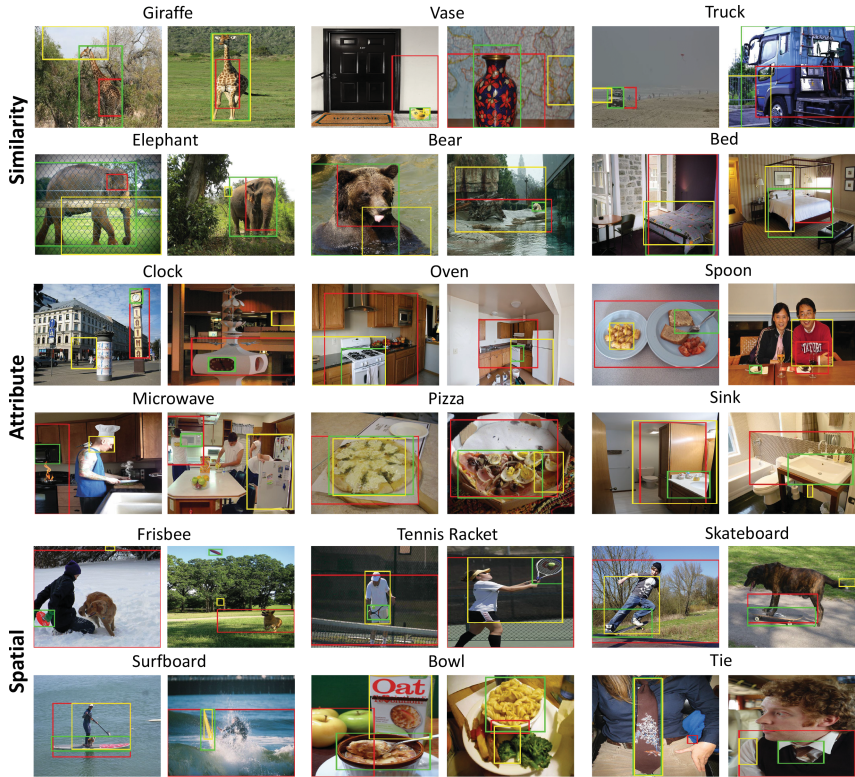 Giraffe Vase Truck
WELCOME
Similarity
Elephant Bear Bed
Clock Oven Spoon
Attribute
Microwave Pizza Sink
Frisbee Tennis Racket Skateboard
Spatial
Surfboard Bowl Tie
Oat